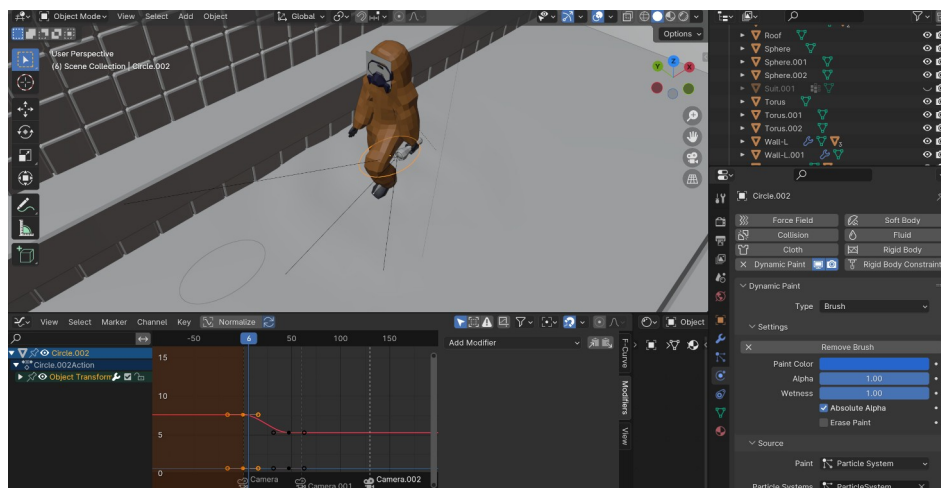 Object Mode View Select Add Object Global
Options
User Perspective
(6) Scene Collection | Circle.002
Roof
Sphere
Sphere.001
Sphere.002
Suit.001
Torus
Torus.001
Torus.002
Wall-L 3
Wall-L.001
Circle.002
Force Field Soft Body
Collision Fluid
Cloth Rigid Body
Dynamic Paint Rigid Body Constraint
Dynamic Paint
Type Brush
Settings
Remove Brush
Paint Color
Alpha 1.00
Wetness 1.00
Absolute Alpha
Erase Paint
Source
Paint Particle System
Particle Systems ParticleSystem
View Select Marker Channel Key Normalize
Object
-50 6 50 100 150
Add Modifier
Circle.002
Circle.002Action
Object Transform
15
10
5
0
Camera Camera.001 Camera.002
F-Curve
Modifiers
View